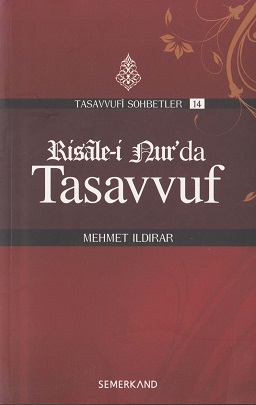 TASAVVUFİ SOHBETLER 14
Risâle-i Nur'da
Tasavvuf
MEHMET ILDIRAR
SEMERKAND